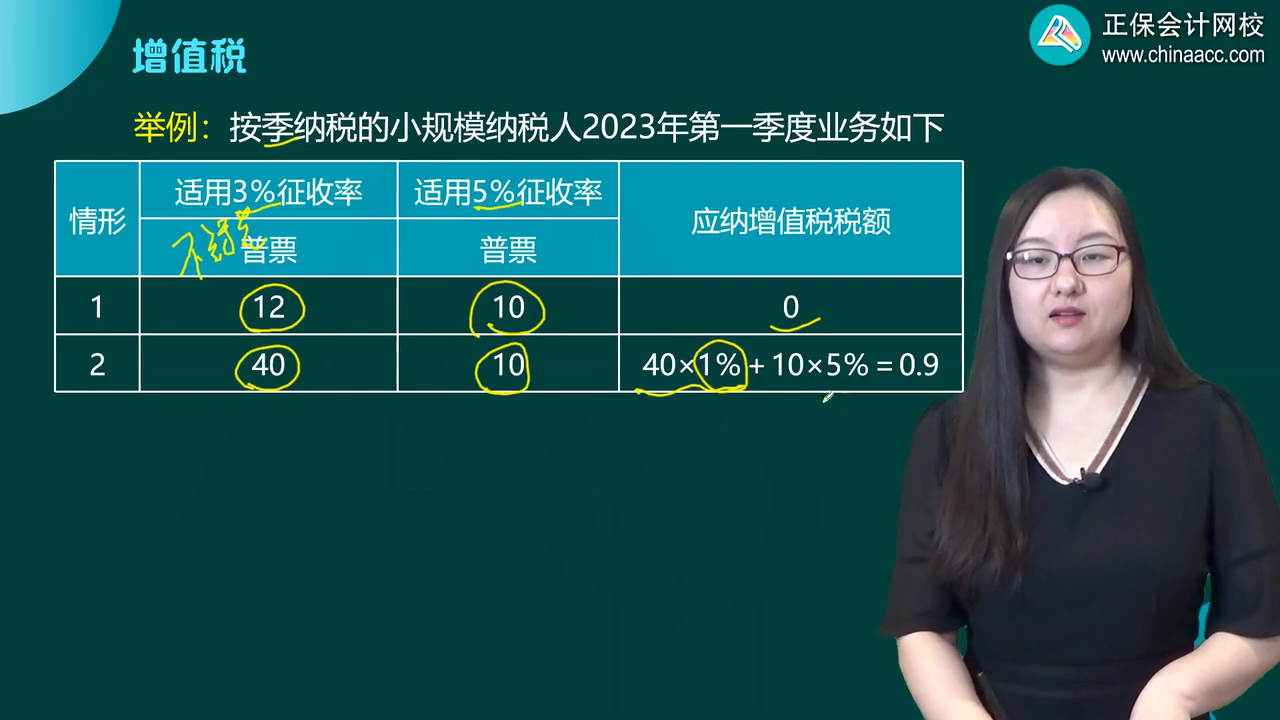 正保会计网校
www.chinaacc.com
增值税
举例：按季纳税的小规模纳税人2023年第一季度业务如下
情形 适用3%征收率 适用5%征收率 应纳增值税税额
普票 普票
1 12 10 0
2 40 10 40×1%+10×5%=0.9